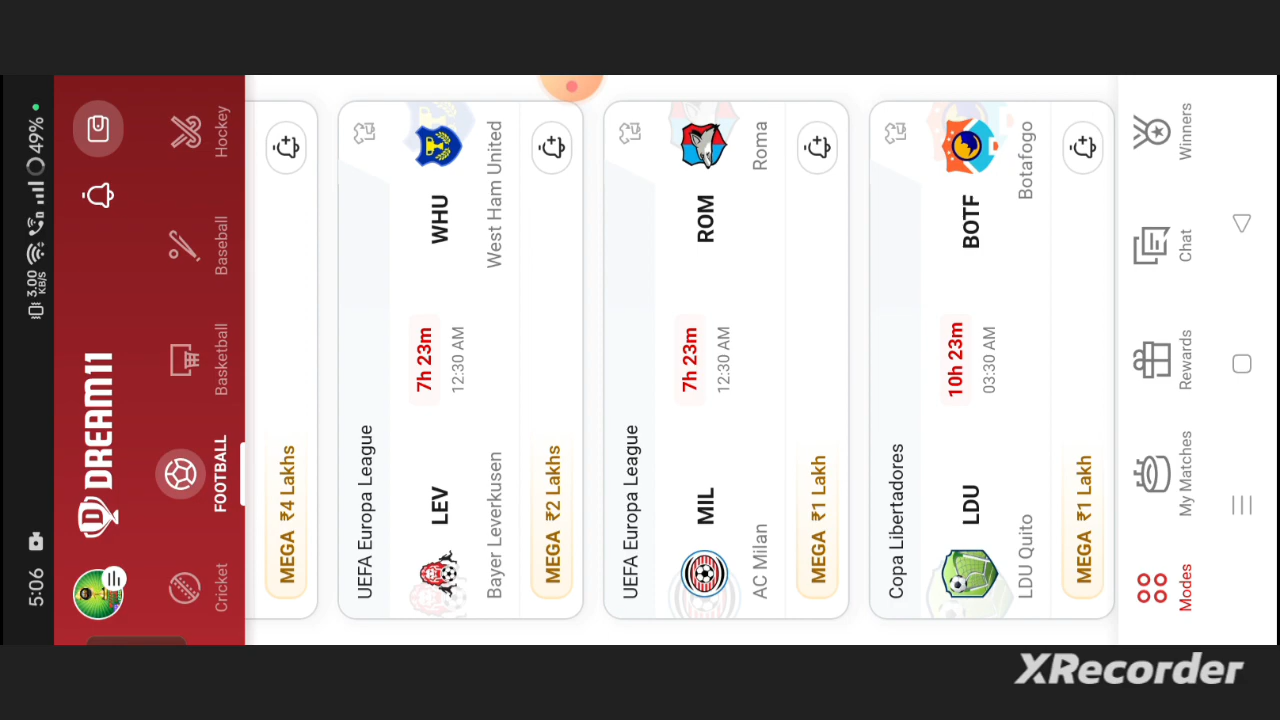 5:06
3.00 KB/S
49%
DREAM11
Cricket
FOOTBALL
Basketball
Baseball
Hockey
MEGA ₹4 Lakhs
UEFA Europa League
LEV
7h 23m
WHU
12:30 AM
Bayer Leverkusen
West Ham United
MEGA ₹2 Lakhs
UEFA Europa League
MIL
7h 23m
ROM
12:30 AM
AC Milan
Roma
MEGA ₹1 Lakh
Copa Libertadores
LDU
10h 23m
BOTF
03:30 AM
LDU Quito
Botafogo
MEGA ₹1 Lakh
Modes
My Matches
Rewards
Chat
Winners
XRecorder